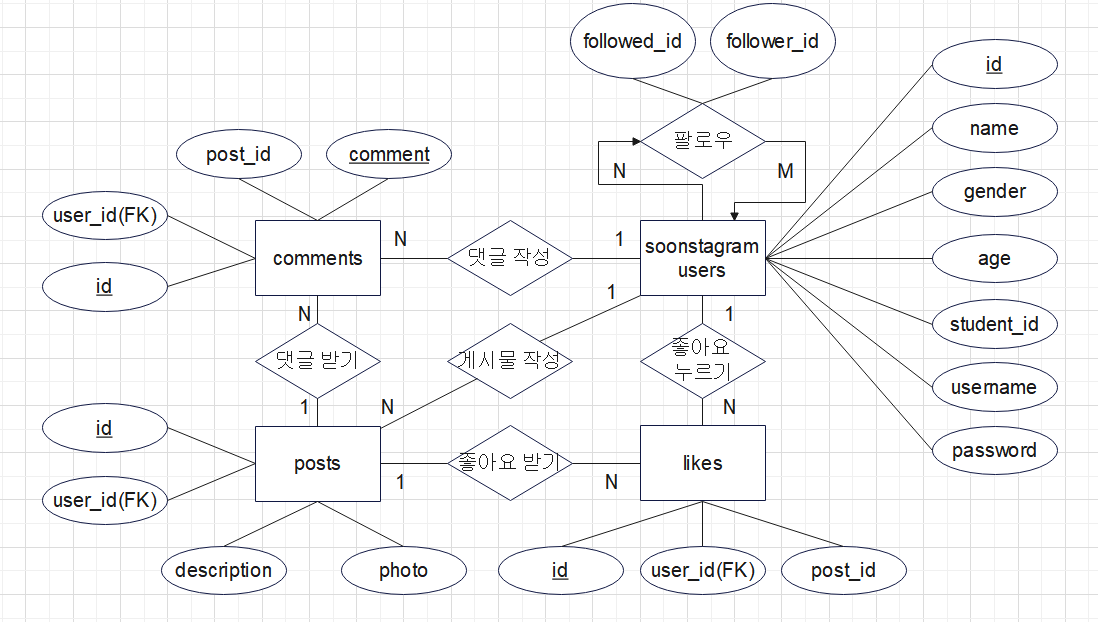 followed_id
follower_id
id
name
gender
age
student_id
username
password
팔로우
N
M
post_id
comment
user_id(FK)
id
comments
N
댓글 작성
1
soonstagram
users
N
댓글 받기
1
1
게시물 작성
N
1
좋아요
누르기
N
id
user_id(FK)
posts
1
좋아요 받기
N
likes
description
photo
id
user_id(FK)
post_id